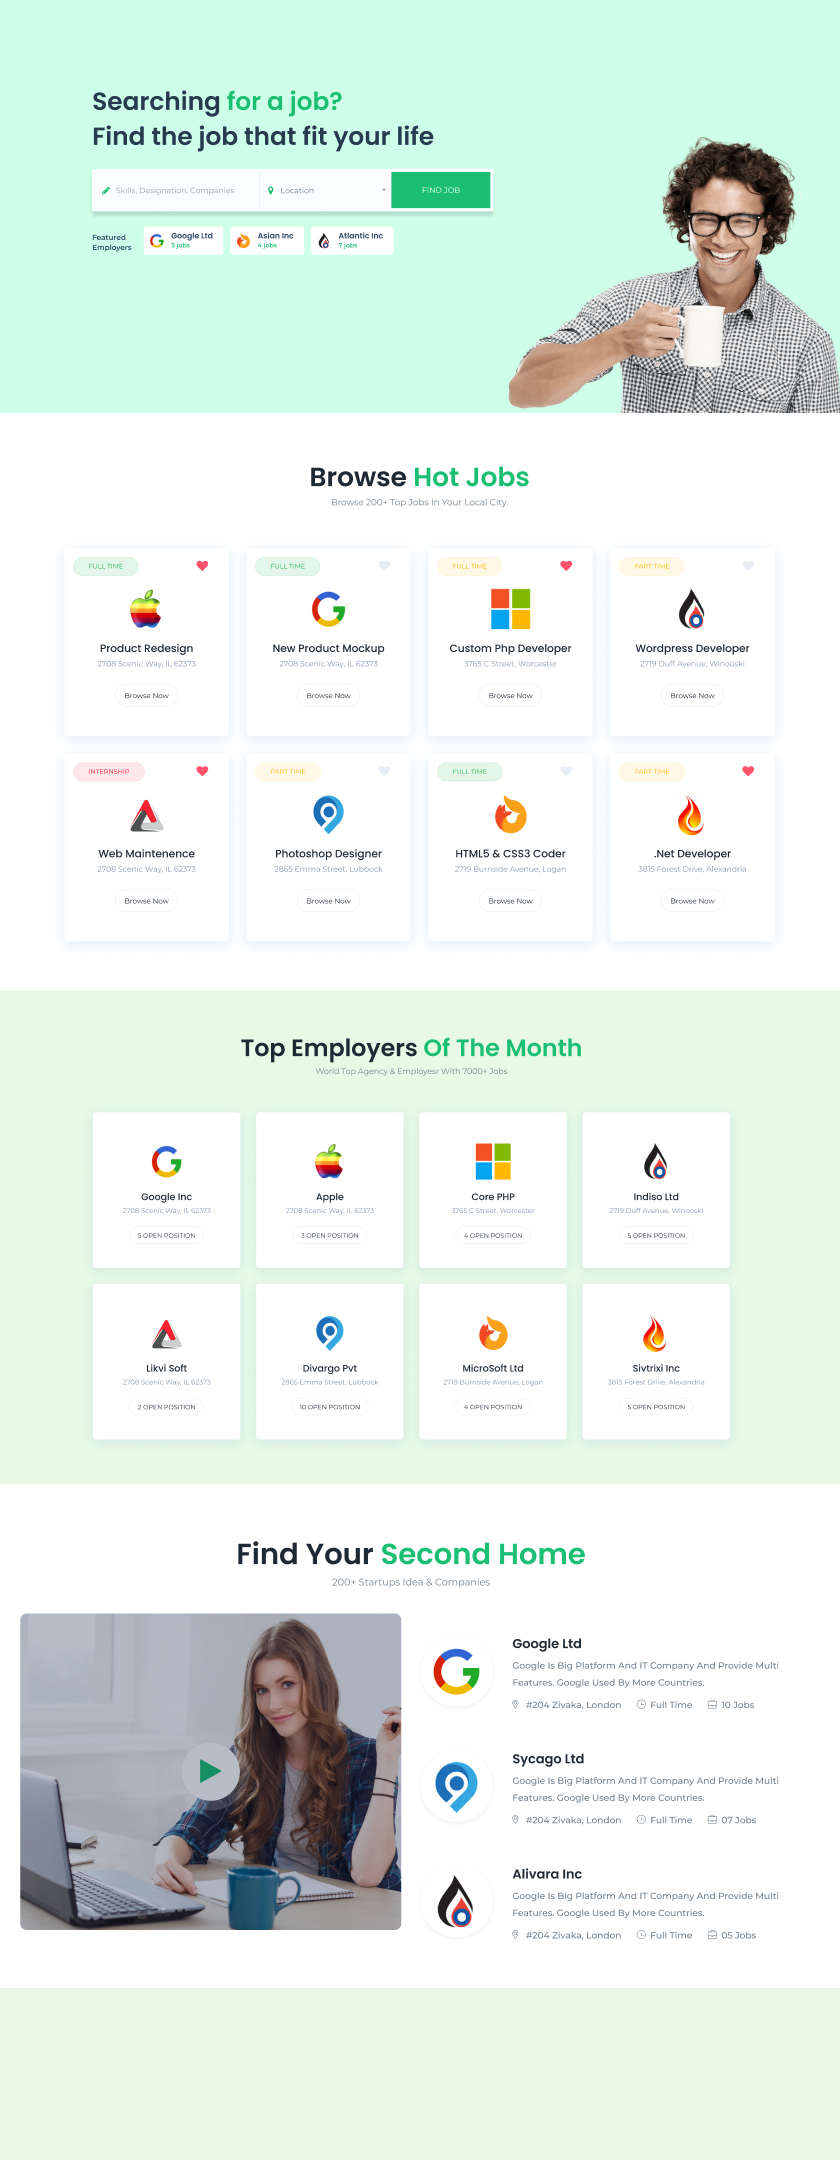 Searching for a job?
Find the job that fit your life
Skills, Designation, Companies
Location
FIND JOB
Featured
Employers
Google Ltd
3 jobs
Asian Inc
4 jobs
Atlantic Inc
7 jobs
Browse Hot Jobs
Browse 200+ Top Jobs In Your Local City.
FULL TIME
Product Redesign
2708 Scenic Way, IL 62373
Browse Now
FULL TIME
New Product Mockup
2708 Scenic Way, IL 62373
Browse Now
FULL TIME
Custom Php Developer
3765 C Street, Worcester
Browse Now
PART TIME
Wordpress Developer
2719 Duff Avenue, Winooski
Browse Now
INTERNSHIP
Web Maintenence
2708 Scenic Way, IL 62373
Browse Now
PART TIME
Photoshop Designer
2865 Emma Street, Lubbock
Browse Now
FULL TIME
HTML5 & CSS3 Coder
2719 Burnside Avenue, Logan
Browse Now
PART TIME
.Net Developer
3815 Forest Drive, Alexandria
Browse Now
Top Employers Of The Month
World Top Agency & Employesr With 7000+ Jobs
Google Inc
2708 Scenic Way, IL 62373
5 OPEN POSITION
Apple
2708 Scenic Way, IL 62373
3 OPEN POSITION
Core PHP
3765 C Street, Worcester
4 OPEN POSITION
Indiso Ltd
2719 Duff Avenue, Winooski
5 OPEN POSITION
Likvi Soft
2708 Scenic Way, IL 62373
2 OPEN POSITION
Divargo Pvt
2865 Emma Street, Lubbock
10 OPEN POSITION
MicroSoft Ltd
2719 Burnside Avenue, Logan
4 OPEN POSITION
Sivtrixi Inc
3815 Forest Drive, Alexandria
5 OPEN POSITION
Find Your Second Home
200+ Startups Idea & Companies
Google Ltd
Google Is Big Platform And IT Company And Provide Multi
Features. Google Used By More Countries.
#204 Zivaka, London Full Time 10 Jobs
Sycago Ltd
Google Is Big Platform And IT Company And Provide Multi
Features. Google Used By More Countries.
#204 Zivaka, London Full Time 07 Jobs
Alivara Inc
Google Is Big Platform And IT Company And Provide Multi
Features. Google Used By More Countries.
#204 Zivaka, London Full Time 05 Jobs